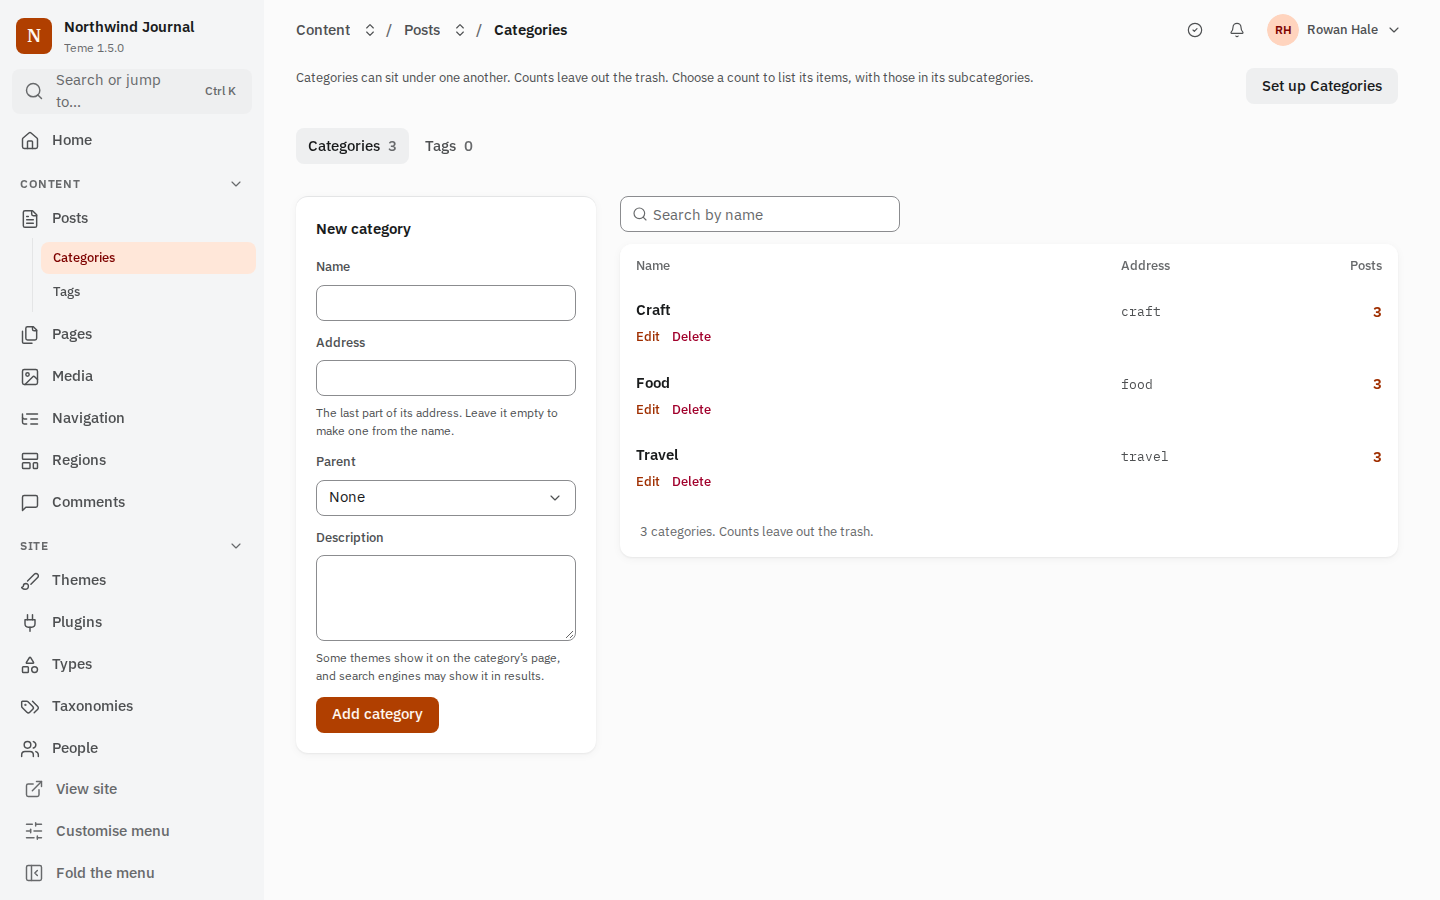 N
Northwind Journal
Teme 1.5.0
Search or jump
to...
Ctrl K
Home
CONTENT
Posts
Categories
Tags
Pages
Media
Navigation
Regions
Comments
SITE
Themes
Plugins
Types
Taxonomies
People
View site
Customise menu
Fold the menu
Content / Posts / Categories
RH Rowan Hale
Categories can sit under one another. Counts leave out the trash. Choose a count to list its items, with those in its subcategories.
Set up Categories
Categories 3 Tags 0
New category
Name
Address
The last part of its address. Leave it empty to
make one from the name.
Parent
None
Description
Some themes show it on the category’s page,
and search engines may show it in results.
Add category
Search by name
Name Address Posts
Craft craft 3
Edit Delete
Food food 3
Edit Delete
Travel travel 3
Edit Delete
3 categories. Counts leave out the trash.